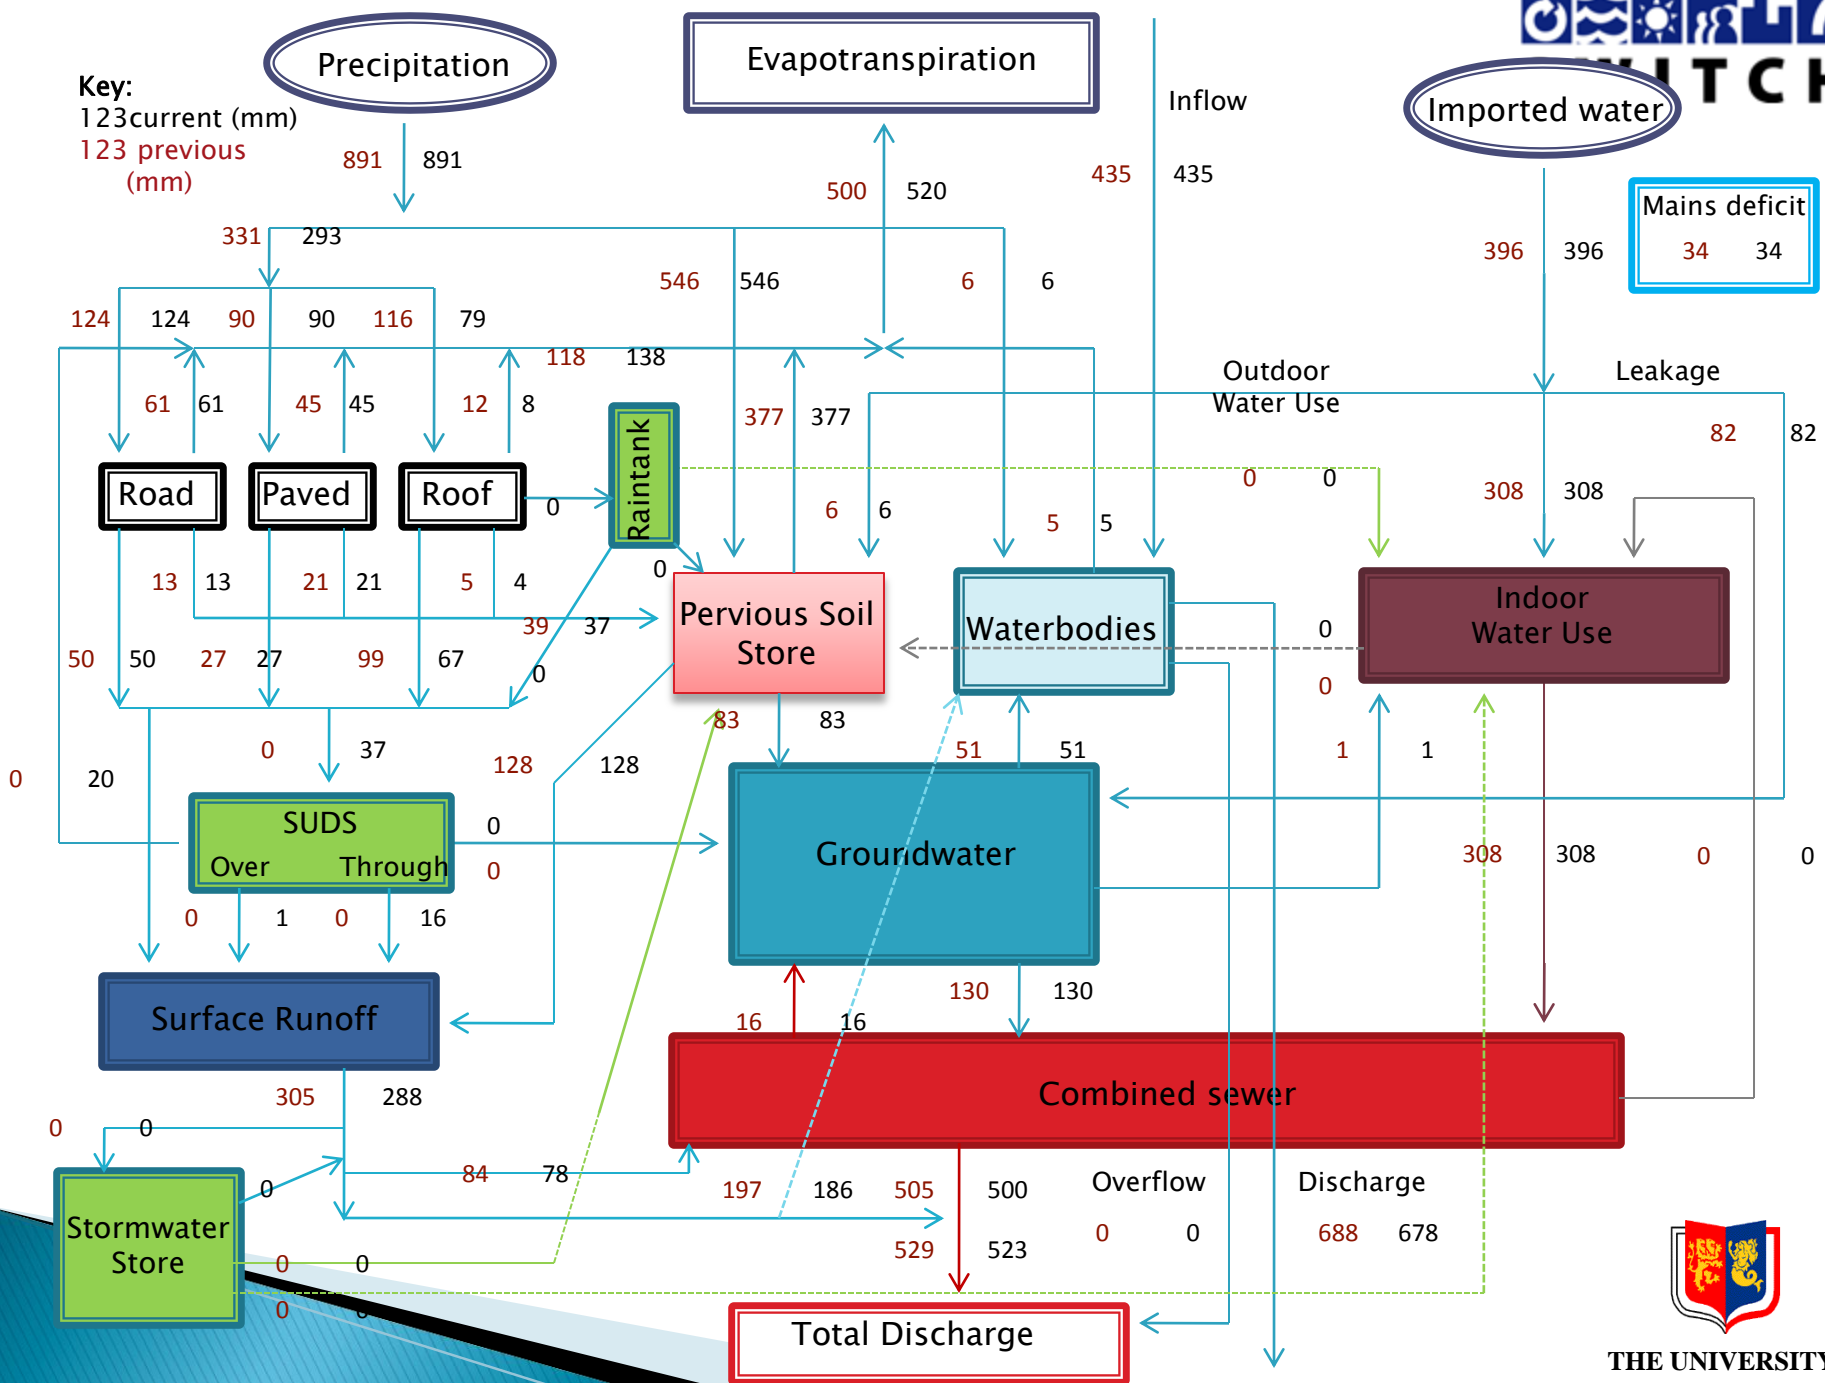 Precipitation
Evapotranspiration
Inflow
Imported water
WITCH
Key:
123current (mm)
123 previous
(mm)
891 891
500 520
435 435
Mains deficit
34 34
396 396
331 293
546 546
6 6
124 124 90 90 116 79
118 138
Outdoor
Water Use
Leakage
61 61 45 45 12 8
377 377
82 82
Raintank
Road
Paved
Roof
0
0 0
308 308
6 6
5 5
0
13 13 21 21 5 4
39 37
Pervious Soil
Store
Waterbodies
Indoor
Water Use
0
0
50 50 27 27 99 67
0
83 83
0 37
128 128
51 51
1 1
0 20
SUDS
Over Through
0
0
Groundwater
308 308
0 0
0 1 0 16
Surface Runoff
130 130
16 16
305 288
Combined sewer
0 0
84 78
197 186
505 500
Overflow
Discharge
0
Stormwater
Store
529 523
0 0
688 678
0 0
0
Total Discharge
THE UNIVERSITY